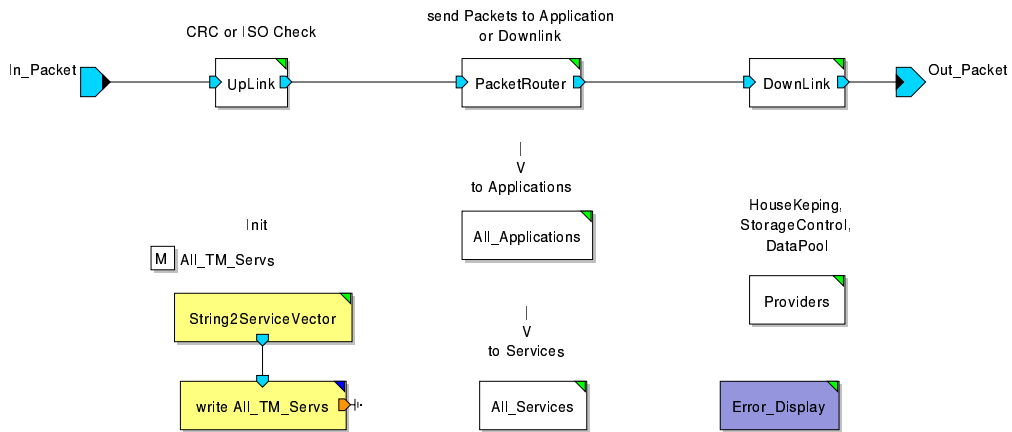 send Packets to Application
or Downlink
CRC or ISO Check
In_Packet
UpLink
PacketRouter
DownLink
Out_Packet
|
V
to Applications
All_Applications
HouseKeping,
StorageControl,
DataPool
Providers
Init
M All_TM_Servs
String2ServiceVector
write All_TM_Servs
|
V
to Services
All_Services
Error_Display